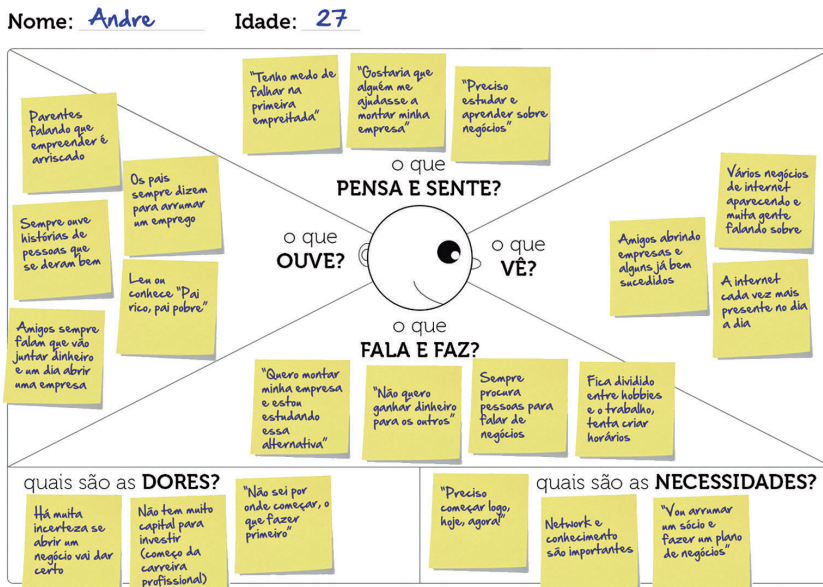 Nome: Andre Idade: 27
"Tenho medo de
falhar na
primeira
empreitada"
"Gostaria que
alguém me
ajudasse a
montar minha
empresa"
"Preciso
estudar e
aprender sobre
negócios"
o que
PENSA E SENTE?
Parentes
falando que
empreender é
arriscado
Os pais
sempre dizem
para arrumar
um emprego
Sempre ouve
histórias de
pessoas que
se deram bem
Leu ou
conhece "Pai
rico, pai pobre"
Amigos sempre
falam que vão
juntar dinheiro
e um dia abrir
uma empresa
o que
OUVE?
o que
VÊ?
Vários negócios
de internet
aparecendo e
muita gente
falando sobre
Amigos abrindo
empresas e
alguns já bem
sucedidos
A internet
cada vez mais
presente no dia
a dia
o que
FALA E FAZ?
"Quero montar
minha empresa
e estou
estudando
essa
alternativa"
"Não quero
ganhar dinheiro
para os outros"
Sempre
procura
pessoas para
falar de
negócios
Fica dividido
entre hobbies
e o trabalho,
tenta criar
horários
quais são as DORES?
Há muita
incerteza se
abrir um
negócio vai dar
certo
Não tem muito
capital para
investir
(começo da
carreira
profissional)
"Não sei por
onde começar, o
que fazer
primeiro"
quais são as NECESSIDADES?
"Preciso
começar logo,
hoje, agora!"
Network e
conhecimento
são importantes
"Vou arrumar
um sócio e
fazer um plano
de negócios"